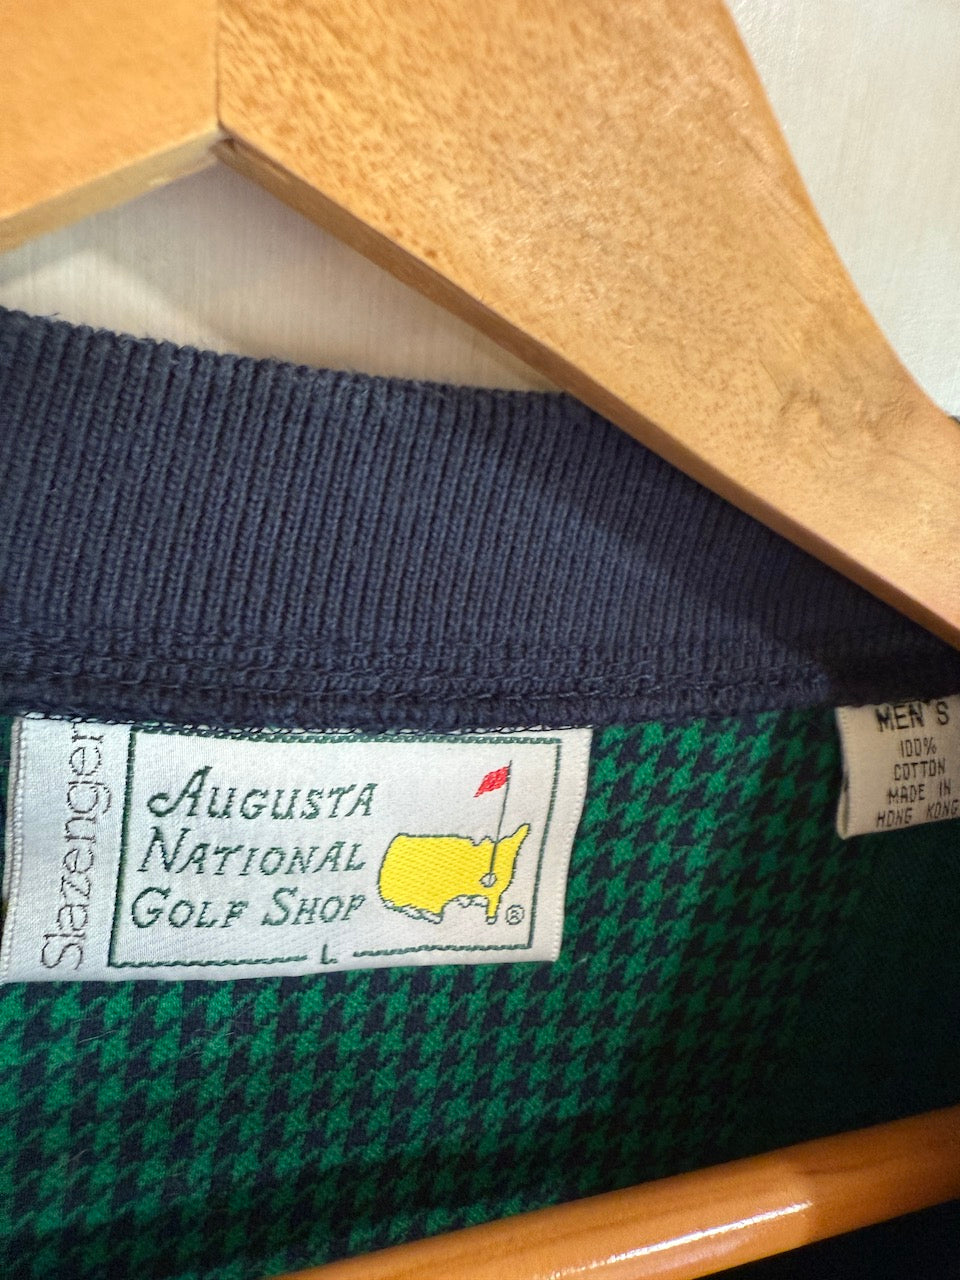 Slazenger
AUGUSTA
NATIONAL
GOLF SHOP
L
®
MEN'S
100%
COTTON
MADE IN
HONG KONG